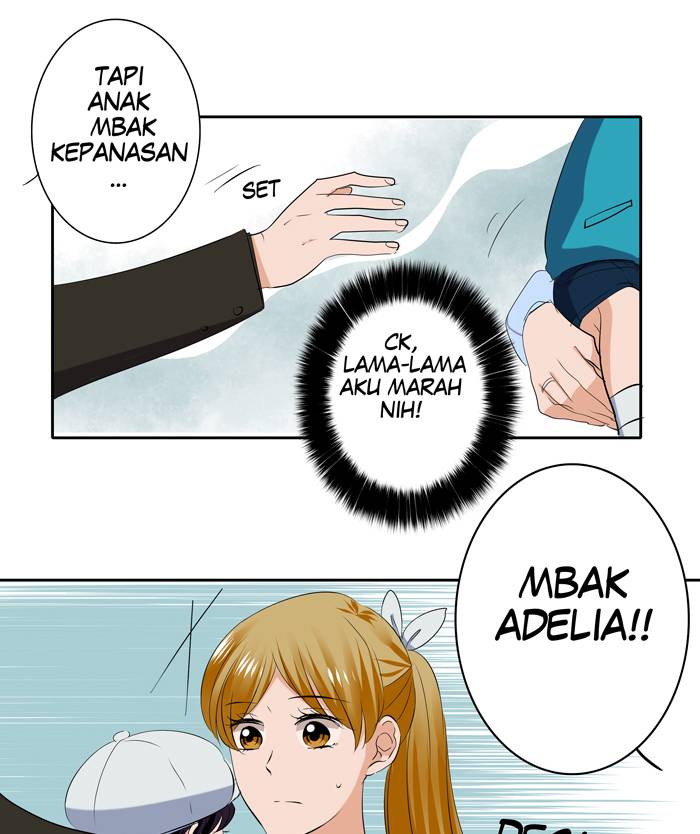 TAPI
ANAK
MBAK
KEPANASAN
...
SET
CK,
LAMA-LAMA
AKU MARAH
NIH!
MBAK
ADELIA!!